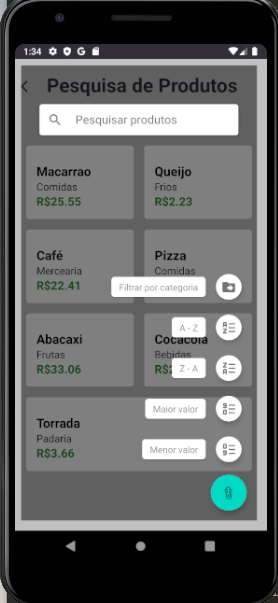 1:34 G
Pesquisa de Produtos
Pesquisar produtos
Macarrao
Comidas
R$25.55
Queijo
Frios
R$2.23
Café
Mercearia
R$22.41
Pizza
Comidas
Filtrar por categoria
A - Z
Abacaxi
Frutas
R$33.06
Cocacola
Bebidas
Z - A
Maior valor
Torrada
Padaria
R$3.66
Menor valor